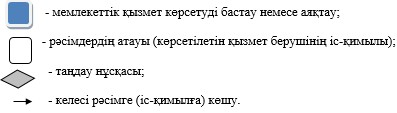 - мемлекеттік қызмет көрсетуді бастау немесе аяқтау;
- рәсімдердің атауы (көрсетілетін қызмет берушінің іс-қимылы);
- таңдау нұсқасы;
- келесі рәсімге (іс-қимылға) көшу.